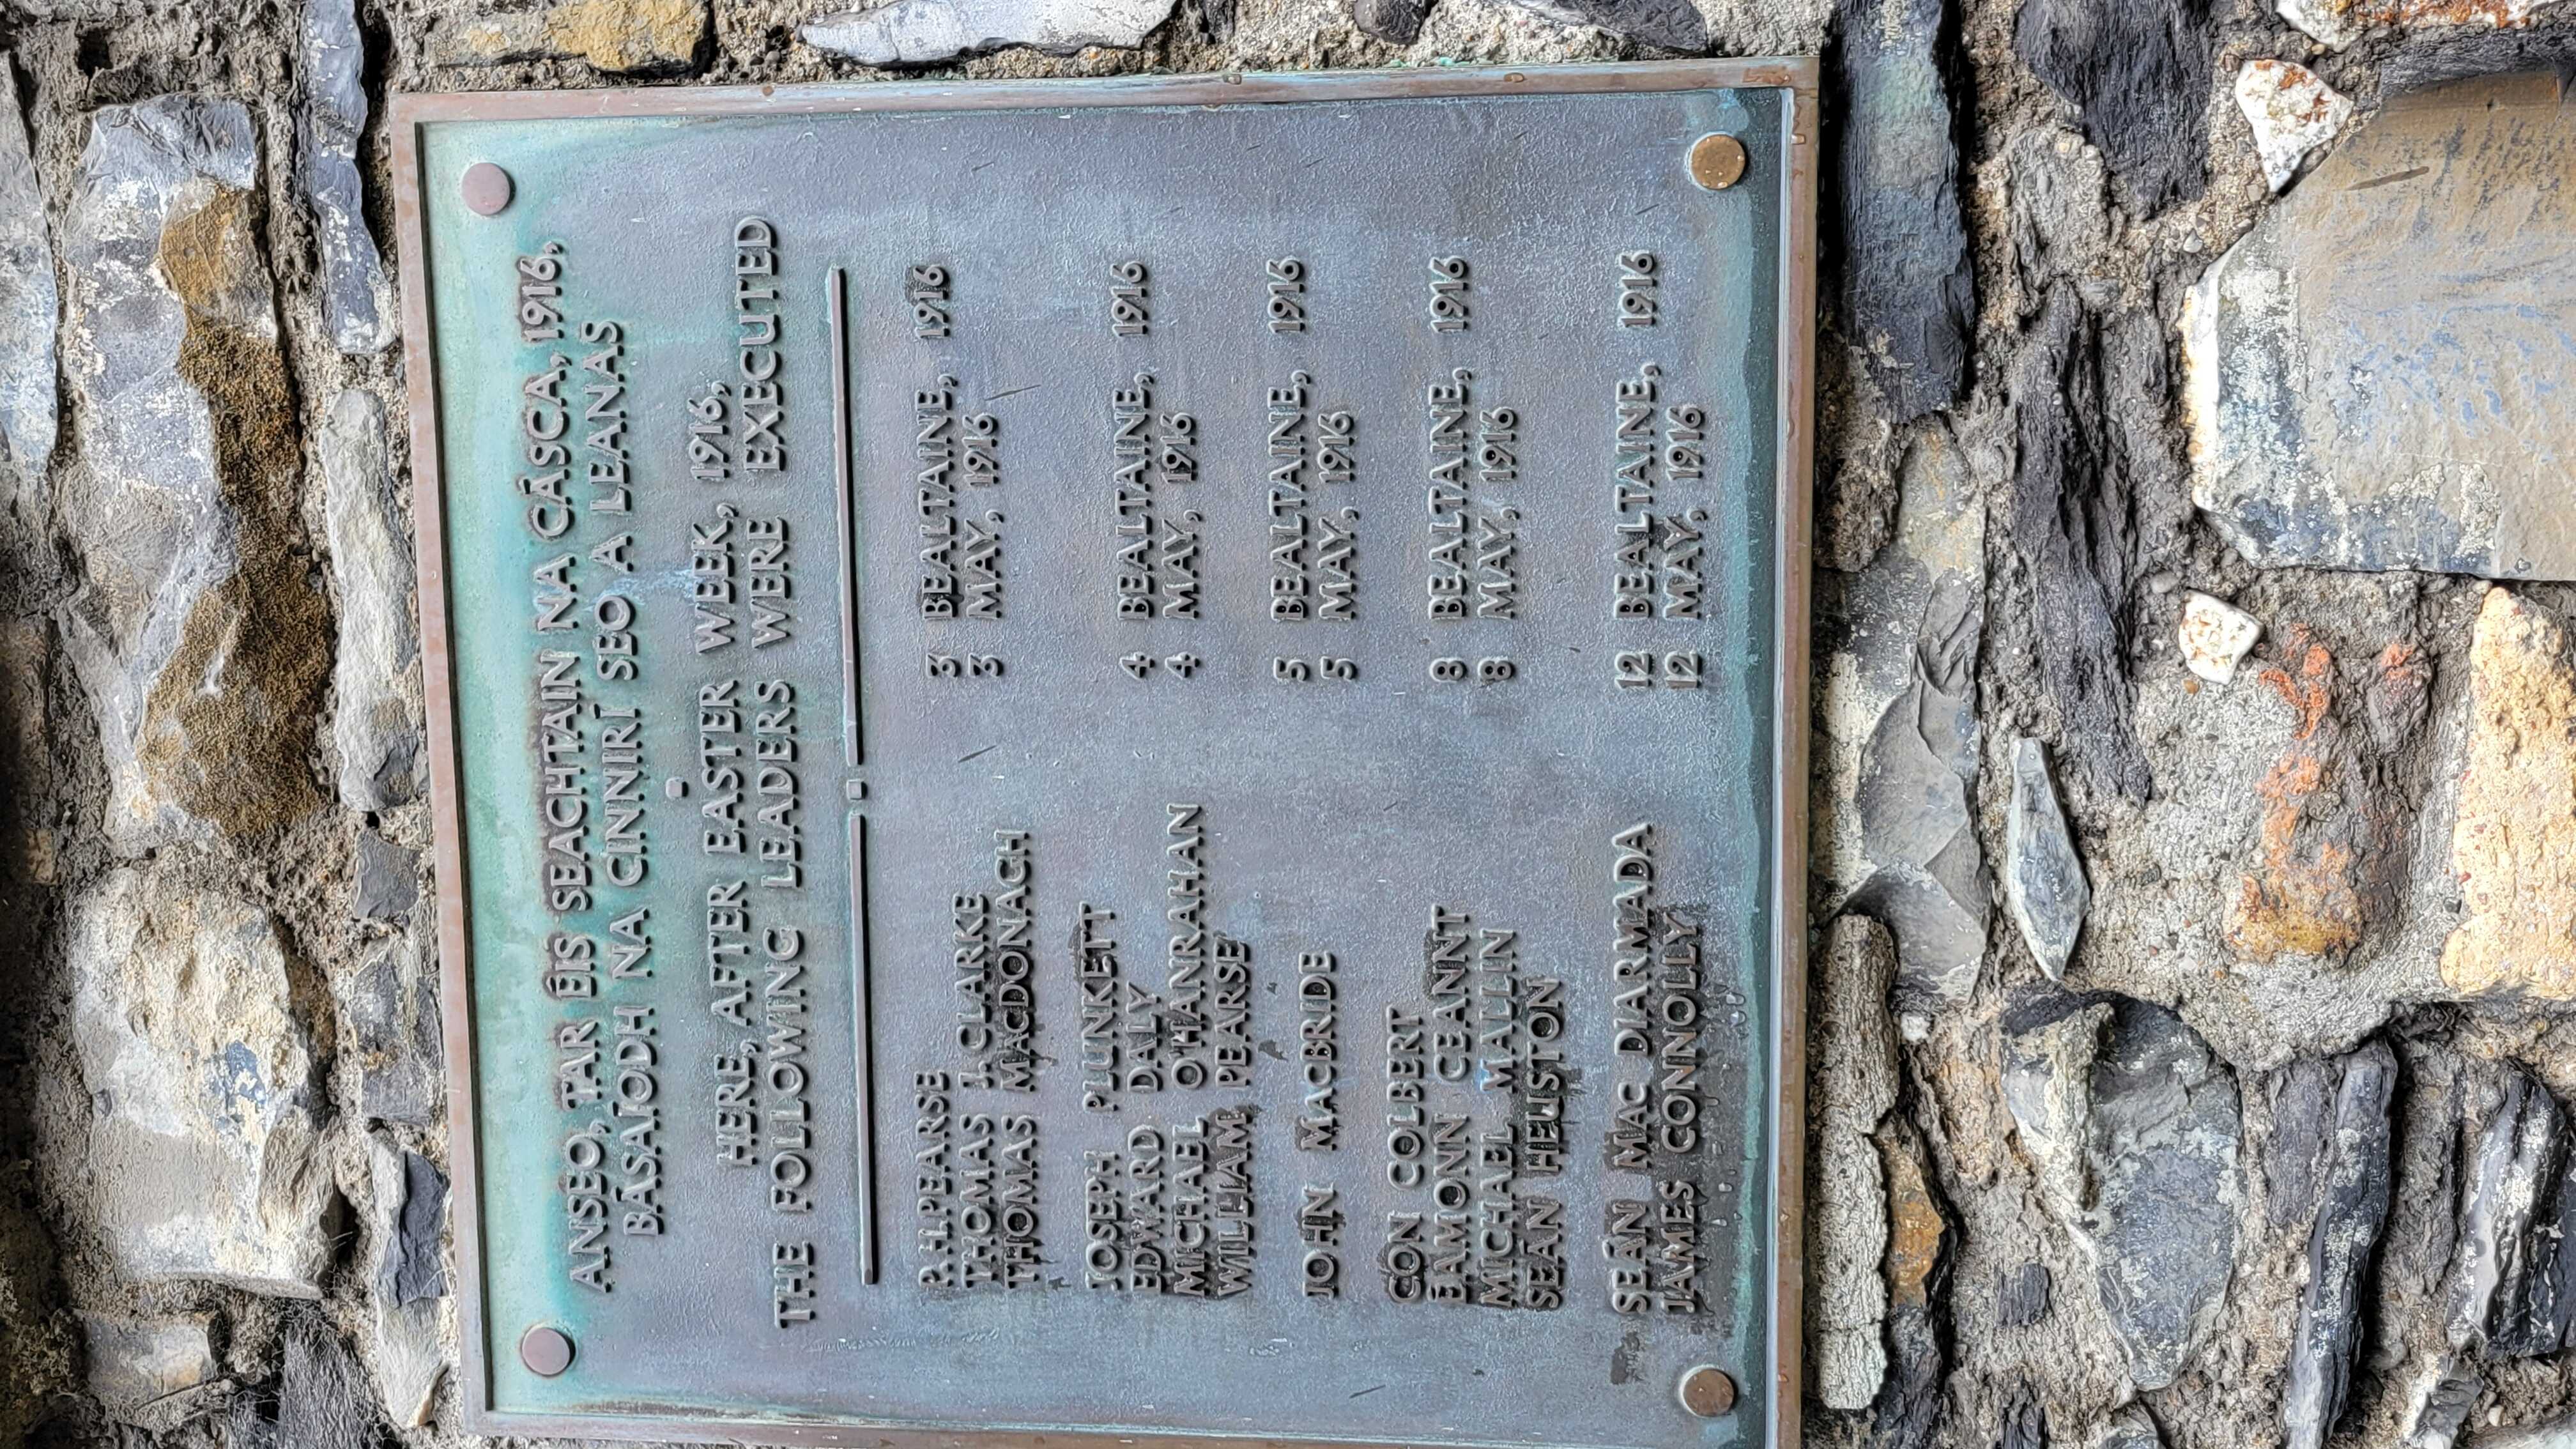 ANSEO, TAR ÉIS SEACHTAIN NA CÁSCA, 1916,
BÁSAÍODH NA CINNIRÍ SEO A LEANAS
HERE, AFTER EASTER WEEK, 1916,
THE FOLLOWING LEADERS WERE EXECUTED
P. H. PEARSE 3 BEALTAINE, 1916
THOMAS J. CLARKE 3 MAY, 1916
THOMAS MACDONAGH
JOSEPH PLUNKETT
EDWARD DALY 4 BEALTAINE, 1916
MICHAEL O'HANRAHAN 4 MAY, 1916
WILLIAM PEARSE
JOHN MACBRIDE 5 BEALTAINE, 1916
5 MAY, 1916
CON COLBERT
EAMONN CEANNT 8 BEALTAINE, 1916
MICHAEL MALLIN 8 MAY, 1916
SEÁN HEUSTON
SEÁN MAC DIARMADA 12 BEALTAINE, 1916
JAMES CONNOLLY 12 MAY, 1916